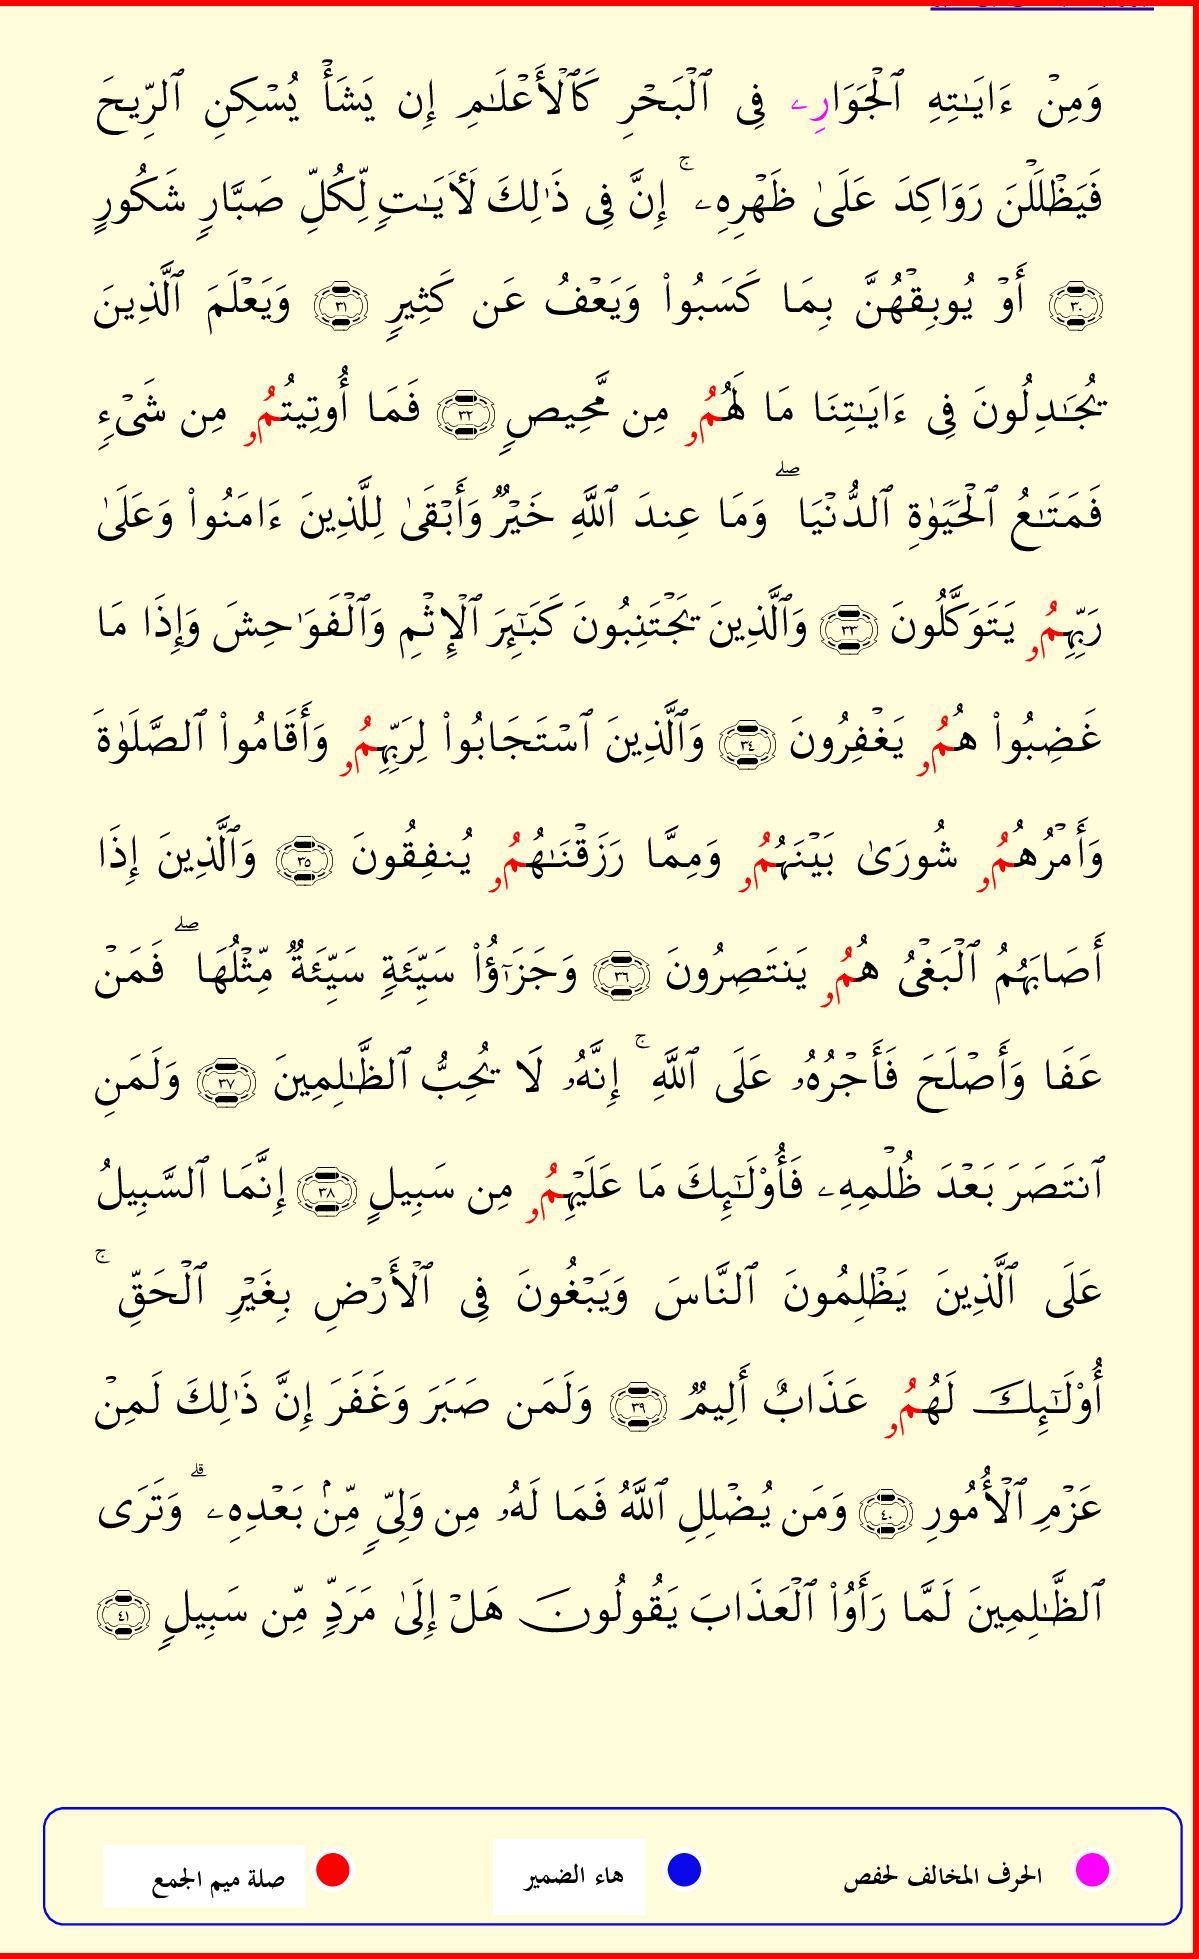 وَمِنْ ءَايَـٰتِهِ ٱلْجَوَارِۦ فِى ٱلْبَحْرِ كَٱلْأَعْلَـٰمِ إِن يَشَأْ يُسْكِنِ ٱلرِّيحَ
فَيَظْلَلْنَ رَوَاكِدَ عَلَىٰ ظَهْرِهِۦٓ ۚ إِنَّ فِى ذَٰلِكَ لَـَٔايَـٰتٍ لِّكُلِّ صَبَّارٍ شَكُورٍ
٣٠ أَوْ يُوبِقْهُنَّ بِمَا كَسَبُوا۟ وَيَعْفُ عَن كَثِيرٍ ٣١ وَيَعْلَمَ ٱلَّذِينَ
يُجَـٰدِلُونَ فِى ءَايَـٰتِنَا مَا لَهُمُۥ مِن مَّحِيصٍ ٣٢ فَمَا أُوتِيتُمُۥ مِن شَىْءٍ
فَمَتَـٰعُ ٱلْحَيَوٰةِ ٱلدُّنْيَا ۖ وَمَا عِندَ ٱللَّهِ خَيْرٌ وَأَبْقَىٰ لِلَّذِينَ ءَامَنُوا۟ وَعَلَىٰ
رَبِّهِمُۥ يَتَوَكَّلُونَ ٣٣ وَٱلَّذِينَ يَجْتَنِبُونَ كَبَـٰٓئِرَ ٱلْإِثْمِ وَٱلْفَوَٰحِشَ وَإِذَا مَا
غَضِبُوا۟ هُمُۥ يَغْفِرُونَ ٣٤ وَٱلَّذِينَ ٱسْتَجَابُوا۟ لِرَبِّهِمُۥ وَأَقَامُوا۟ ٱلصَّلَوٰةَ
وَأَمْرُهُمُۥ شُورَىٰ بَيْنَهُمُۥ وَمِمَّا رَزَقْنَـٰهُمُۥ يُنفِقُونَ ٣٥ وَٱلَّذِينَ إِذَا
أَصَابَهُمُ ٱلْبَغْىُ هُمُۥ يَنتَصِرُونَ ٣٦ وَجَزَٰٓؤُا۟ سَيِّئَةٍ سَيِّئَةٌ مِّثْلُهَا ۖ فَمَنْ
عَفَا وَأَصْلَحَ فَأَجْرُهُۥ عَلَى ٱللَّهِ ۚ إِنَّهُۥ لَا يُحِبُّ ٱلظَّـٰلِمِينَ ٣٧ وَلَمَنِ
ٱنتَصَرَ بَعْدَ ظُلْمِهِۦ فَأُو۟لَـٰٓئِكَ مَا عَلَيْهِمُۥ مِن سَبِيلٍ ٣٨ إِنَّمَا ٱلسَّبِيلُ
عَلَى ٱلَّذِينَ يَظْلِمُونَ ٱلنَّاسَ وَيَبْغُونَ فِى ٱلْأَرْضِ بِغَيْرِ ٱلْحَقِّ ۚ
أُو۟لَـٰٓئِكَ لَهُمُۥ عَذَابٌ أَلِيمٌ ٣٩ وَلَمَن صَبَرَ وَغَفَرَ إِنَّ ذَٰلِكَ لَمِنْ
عَزْمِ ٱلْأُمُورِ ٤٠ وَمَن يُضْلِلِ ٱللَّهُ فَمَا لَهُۥ مِن وَلِىٍّ مِّنۢ بَعْدِهِۦ ۗ وَتَرَى
ٱلظَّـٰلِمِينَ لَمَّا رَأَوُا۟ ٱلْعَذَابَ يَقُولُونَ هَلْ إِلَىٰ مَرَدٍّ مِّن سَبِيلٍ ٤١
الحرف المخالف لحفص هاء الضمير صلة ميم الجمع